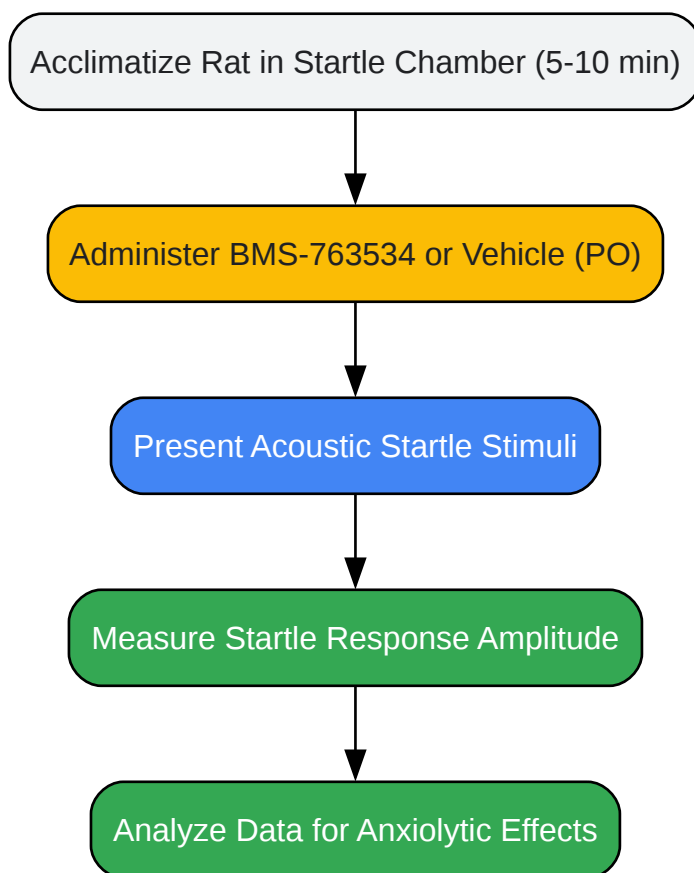 Acclimatize Rat in Startle Chamber (5-10 min)
Administer BMS-763534 or Vehicle (PO)
Present Acoustic Startle Stimuli
Measure Startle Response Amplitude
Analyze Data for Anxiolytic Effects